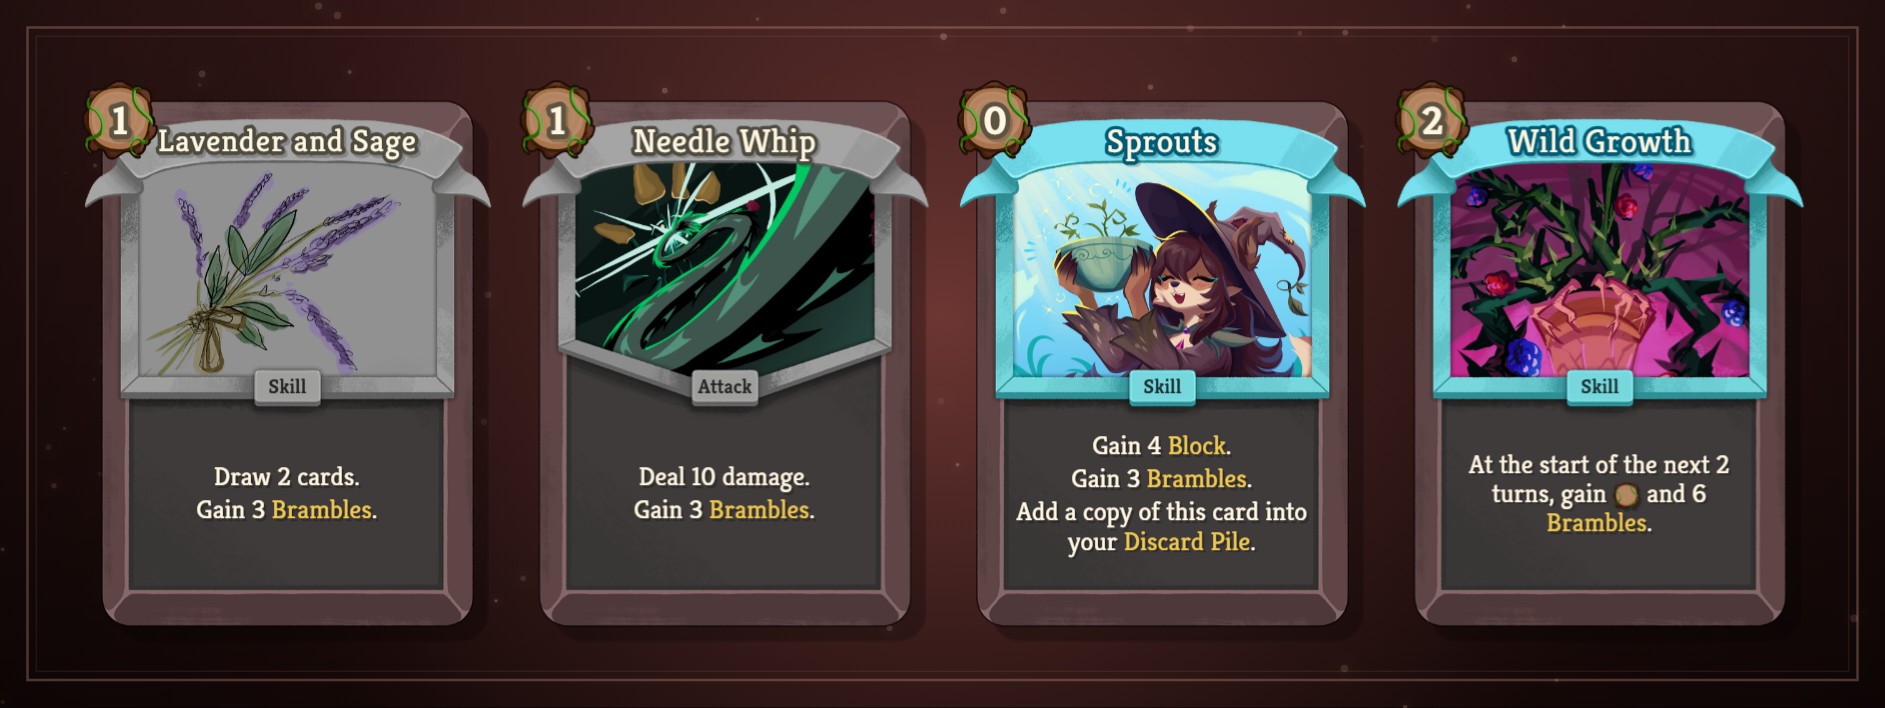 1
Lavender and Sage
Skill
Draw 2 cards.
Gain 3 Brambles.
1
Needle Whip
Attack
Deal 10 damage.
Gain 3 Brambles.
0
Sprouts
Skill
Gain 4 Block.
Gain 3 Brambles.
Add a copy of this card into
your Discard Pile.
2
Wild Growth
Skill
At the start of the next 2
turns, gain and 6
Brambles.